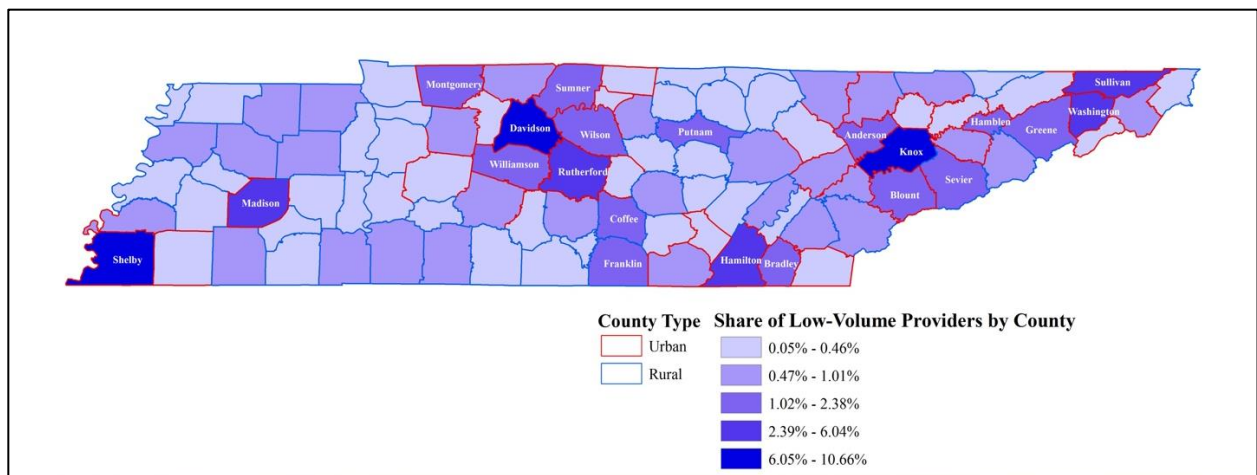 Montgomery
Sumner
Sullivan
Washington
Davidson
Wilson
Putnam
Anderson
Hamblen
Greene
Knox
Williamson
Rutherford
Sevier
Blount
Madison
Coffee
Shelby
Franklin
Hamilton
Bradley
County Type
Urban
Rural
Share of Low-Volume Providers by County
0.05% - 0.46%
0.47% - 1.01%
1.02% - 2.38%
2.39% - 6.04%
6.05% - 10.66%